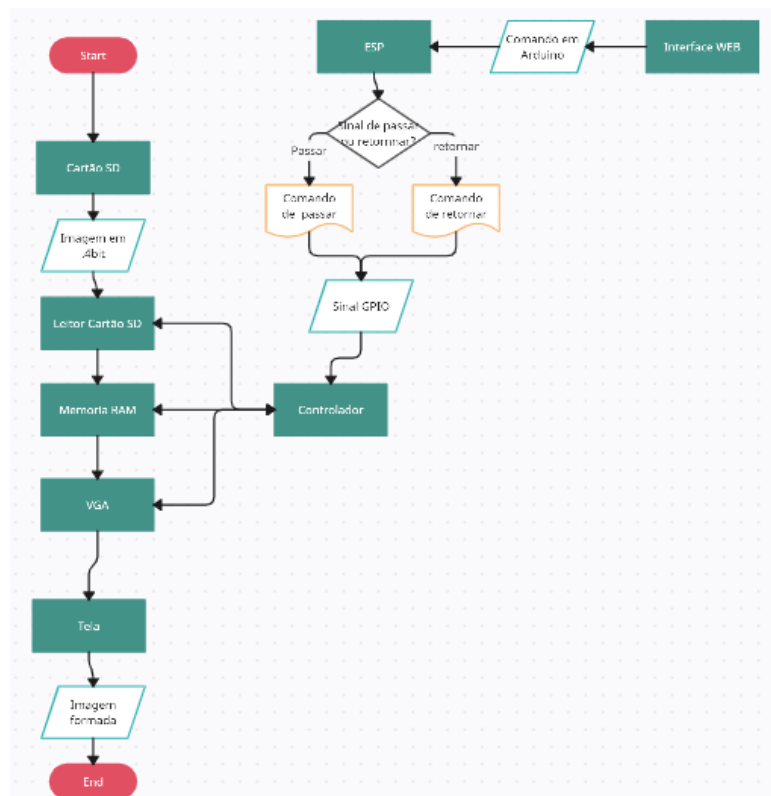 Start
ESP
Comando em
Arduino
Interface WEB
Sinal de passar
ou retorninar?
Passar
retornar
Cartão SD
Comando
de passar
Comando
de retornar
Imagem em
.4bit
Sinal GPIO
Leitor Cartão SD
Memoria RAM
Controlador
VGA
Tela
Imagem
formada
End